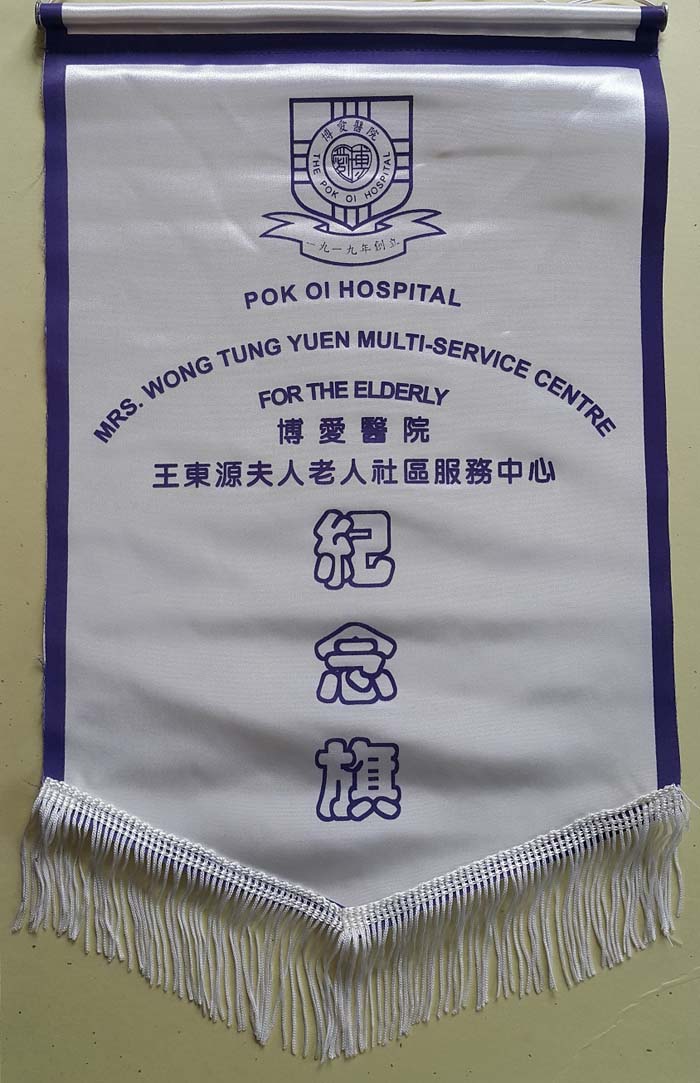 博愛醫院
愛博
THE POK OI HOSPITAL
一九一九年創立
POK OI HOSPITAL
MRS. WONG TUNG YUEN MULTI-SERVICE CENTRE
FOR THE ELDERLY
博愛醫院
王東源夫人老人社區服務中心
紀
念
旗